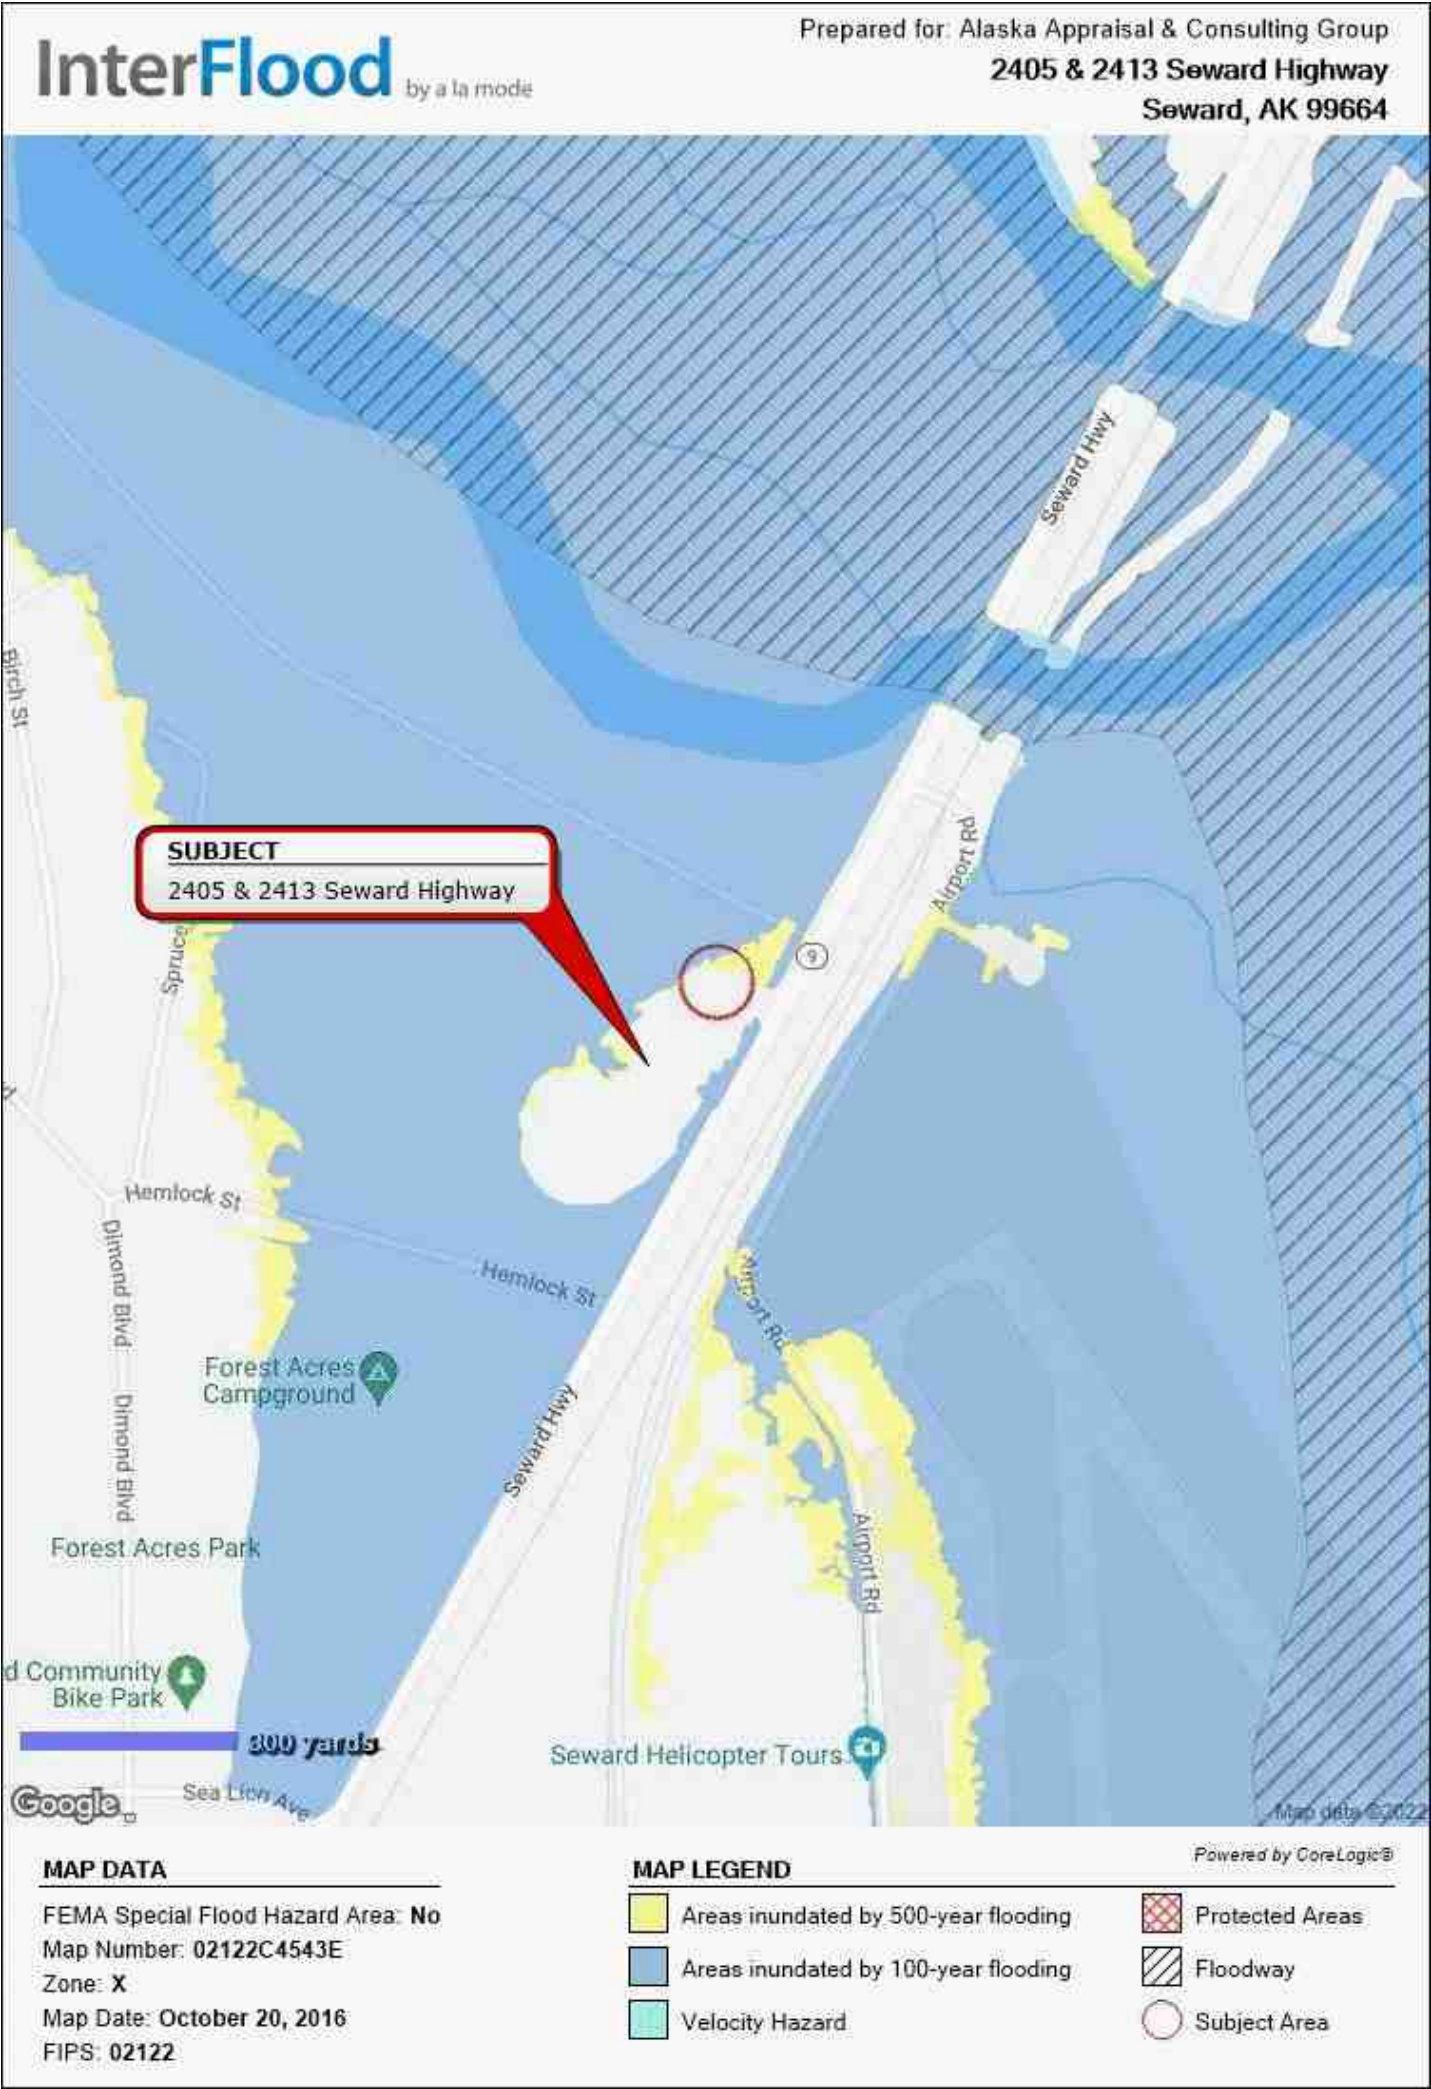 InterFlood by a la mode
Prepared for: Alaska Appraisal & Consulting Group
2405 & 2413 Seward Highway
Seward, AK 99664
Seward Hwy
Birch St
SUBJECT
2405 & 2413 Seward Highway
Airport Rd
Spruce
9
Hemlock St
Hemlock St
Dimond Blvd
Airport Rd
Forest Acres
Campground
Dimond Blvd
Seward Hwy
Airport Rd
Forest Acres Park
d Community
Bike Park
800 yards
Seward Helicopter Tours
Sea Lion Ave
Google
Map data ©2022
Powered by CoreLogic®
MAP DATA
FEMA Special Flood Hazard Area: No
Map Number: 02122C4543E
Zone: X
Map Date: October 20, 2016
FIPS: 02122
MAP LEGEND
Areas inundated by 500-year flooding
Areas inundated by 100-year flooding
Velocity Hazard
Protected Areas
Floodway
Subject Area